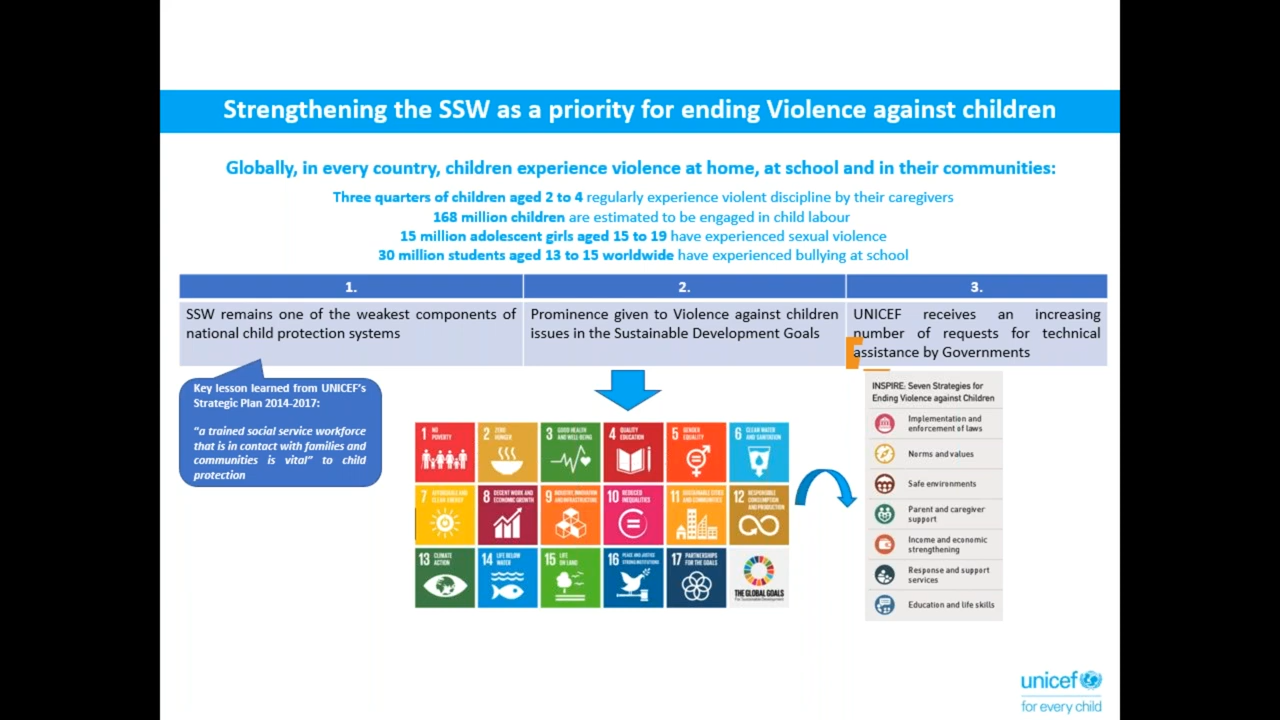 Strengthening the SSW as a priority for ending Violence against children
Globally, in every country, children experience violence at home, at school and in their communities:
Three quarters of children aged 2 to 4 regularly experience violent discipline by their caregivers
168 million children are estimated to be engaged in child labour
15 million adolescent girls aged 15 to 19 have experienced sexual violence
30 million students aged 13 to 15 worldwide have experienced bullying at school
1.
SSW remains one of the weakest components of
national child protection systems
2.
Prominence given to Violence against children
issues in the Sustainable Development Goals
3.
UNICEF receives an increasing
number of requests for technical
assistance by Governments
Key lesson learned from UNICEF's
Strategic Plan 2014-2017:
"a trained social service workforce
that is in contact with families and
communities is vital" to child
protection
1 NO
POVERTY
2 ZERO
HUNGER
3 GOOD HEALTH
AND WELL-BEING
4 QUALITY
EDUCATION
5 GENDER
EQUALITY
6 CLEAN WATER
AND SANITATION
7 AFFORDABLE AND
CLEAN ENERGY
8 DECENT WORK AND
ECONOMIC GROWTH
9 INDUSTRY, INNOVATION
AND INFRASTRUCTURE
10 REDUCED
INEQUALITIES
11 SUSTAINABLE CITIES
AND COMMUNITIES
12 RESPONSIBLE
CONSUMPTION
AND PRODUCTION
13 CLIMATE
ACTION
14 LIFE BELOW
WATER
15 LIFE
ON LAND
16 PEACE AND JUSTICE
STRONG INSTITUTIONS
17 PARTNERSHIPS
FOR THE GOALS
THE GLOBAL GOALS
For Sustainable Development
INSPIRE: Seven Strategies for
Ending Violence against Children
Implementation and
enforcement of laws
Norms and values
Safe environments
Parent and caregiver
support
Income and economic
strengthening
Response and support
services
Education and life skills
unicef
for every child